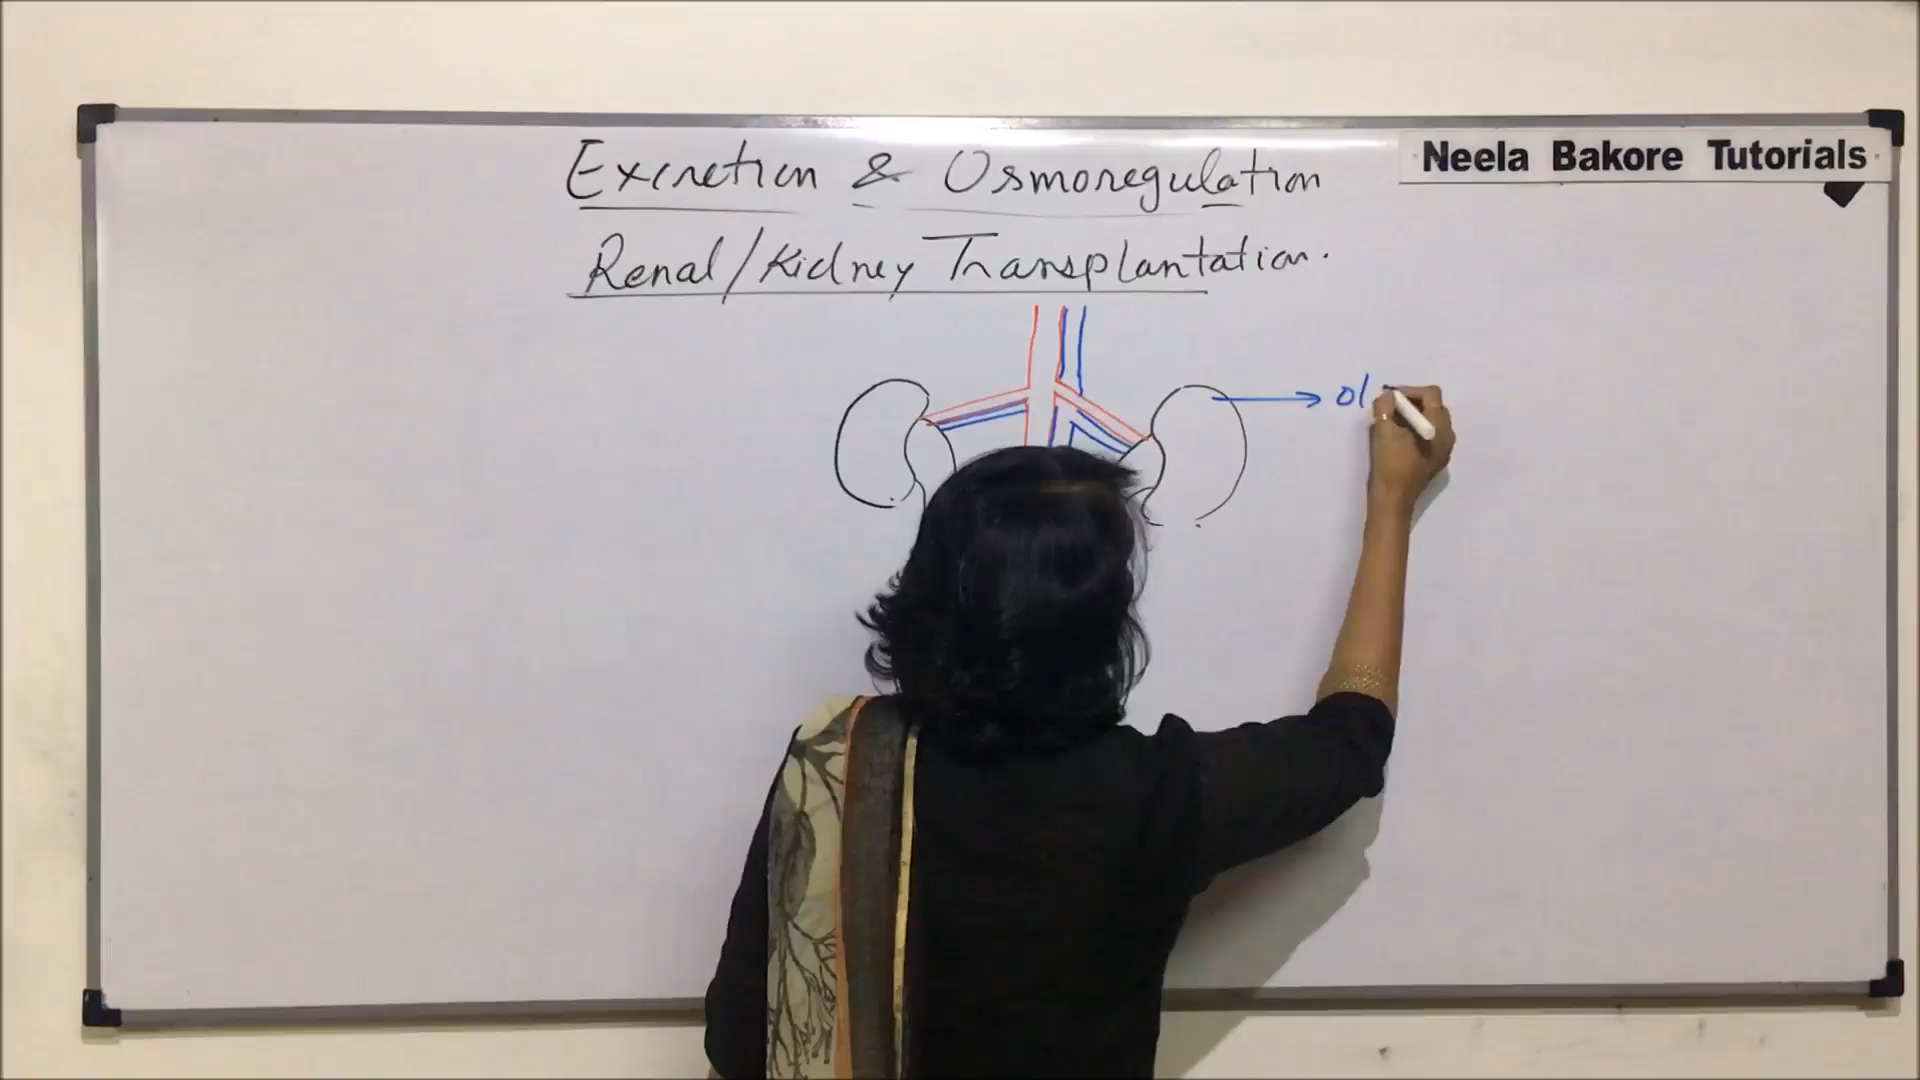 Neela Bakore Tutorials
Excretion & Osmoregulation
Renal/Kidney Transplantation.
ol